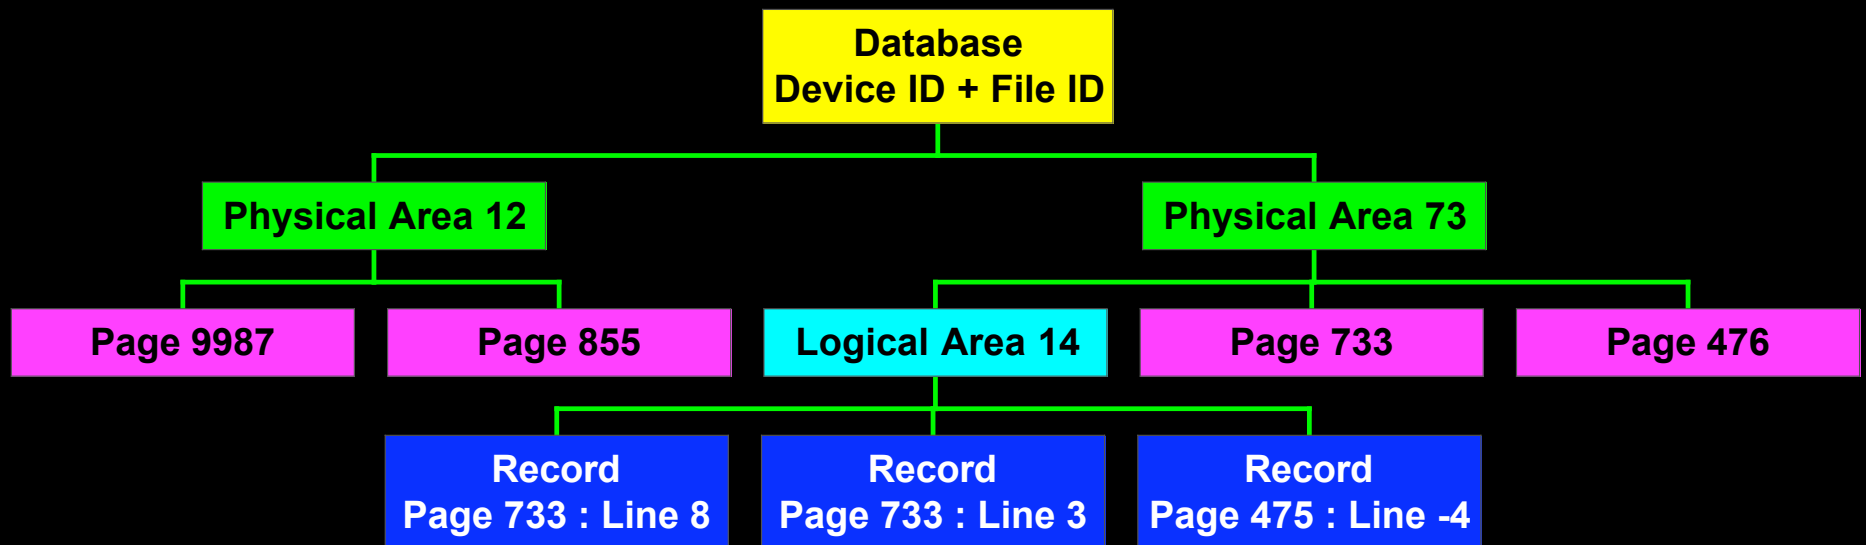 Database
Device ID + File ID
Physical Area 12
Physical Area 73
Page 9987
Page 855
Logical Area 14
Page 733
Page 476
Record
Page 733 : Line 8
Record
Page 733 : Line 3
Record
Page 475 : Line -4